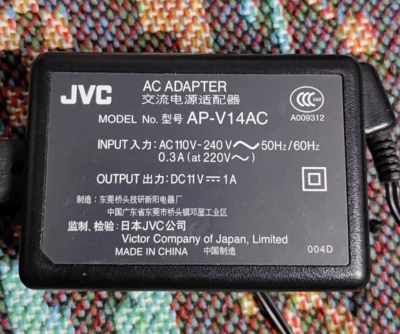 JVC
AC ADAPTER
交流电源适配器
MODEL No. 型号 AP-V14AC
CCC
A009312
INPUT 入力: AC110V-240V～50Hz/60Hz
0.3A (at 220V～)
OUTPUT 出力: DC11V⎓1A
制造: 东莞桥头技研新阳电器厂
中国广东省东莞市桥头镇邓屋工业区
监制、检验: 日本JVC公司
Victor Company of Japan, Limited
MADE IN CHINA 中国制造
004D